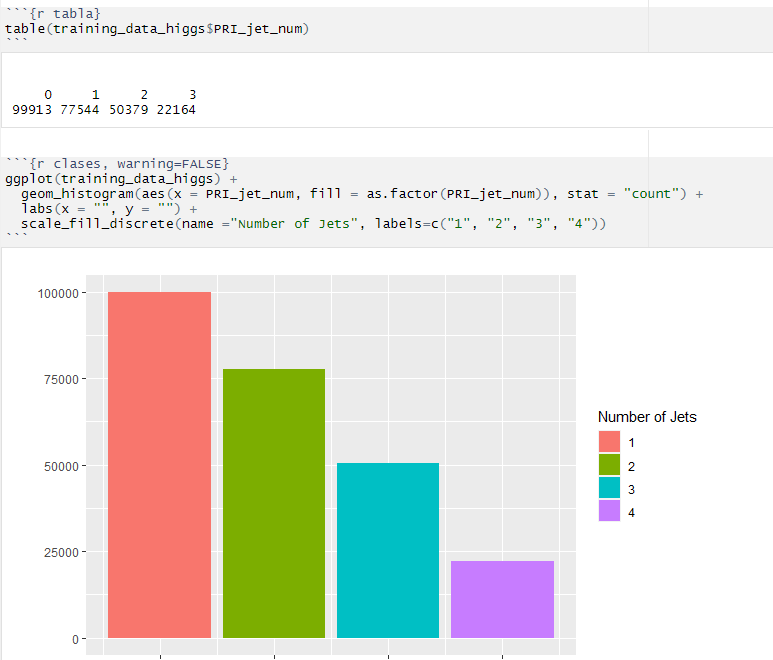 ```{r tabla}
table(training_data_higgs$PRI_jet_num)
```
0 1 2 3
99913 77544 50379 22164
```{r clases, warning=FALSE}
ggplot(training_data_higgs) +
geom_histogram(aes(x = PRI_jet_num, fill = as.factor(PRI_jet_num)), stat = "count") +
labs(x = "", y = "") +
scale_fill_discrete(name ="Number of Jets", labels=c("1", "2", "3", "4"))
```
100000
75000
50000
25000
0
Number of Jets
1
2
3
4